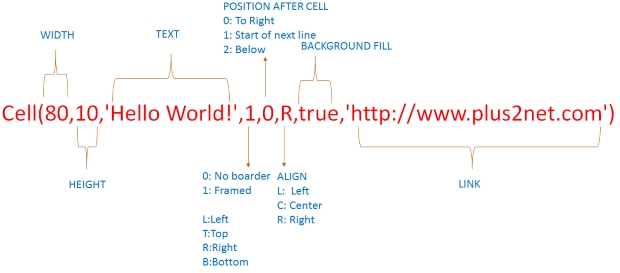 POSITION AFTER CELL
0: To Right
1: Start of next line
2: Below
WIDTH
TEXT
BACKGROUND FILL
Cell(80,10,'Hello World!',1,0,R,true,'http://www.plus2net.com')
HEIGHT
0: No boarder
1: Framed
L:Left
T:Top
R:Right
B:Bottom
ALIGN
L: Left
C: Center
R: Right
LINK